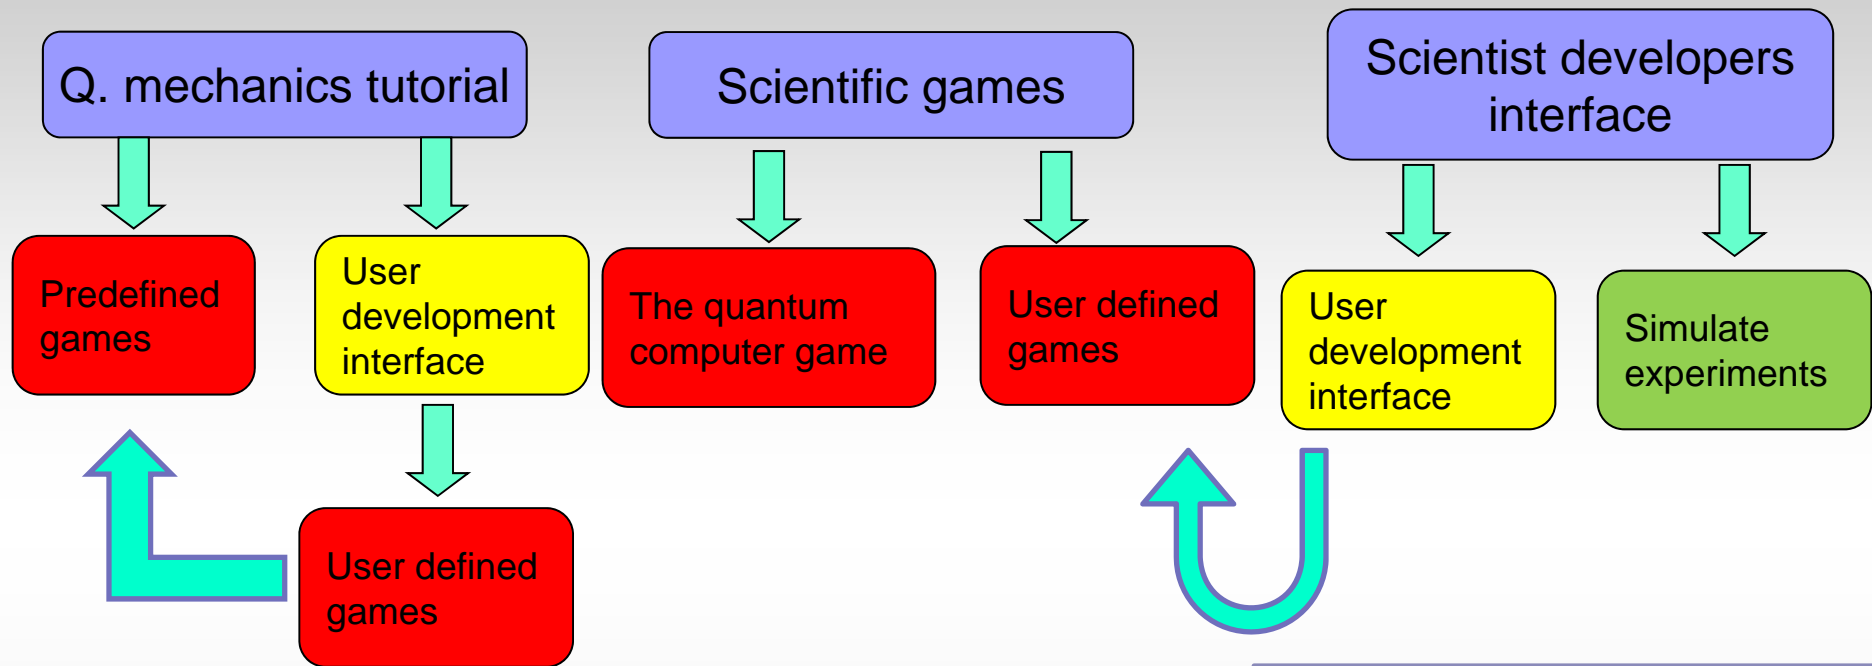 Q. mechanics tutorial
Scientific games
Scientist developers
interface
Predefined
games
User
development
interface
The quantum
computer game
User defined
games
User
development
interface
Simulate
experiments
User defined
games